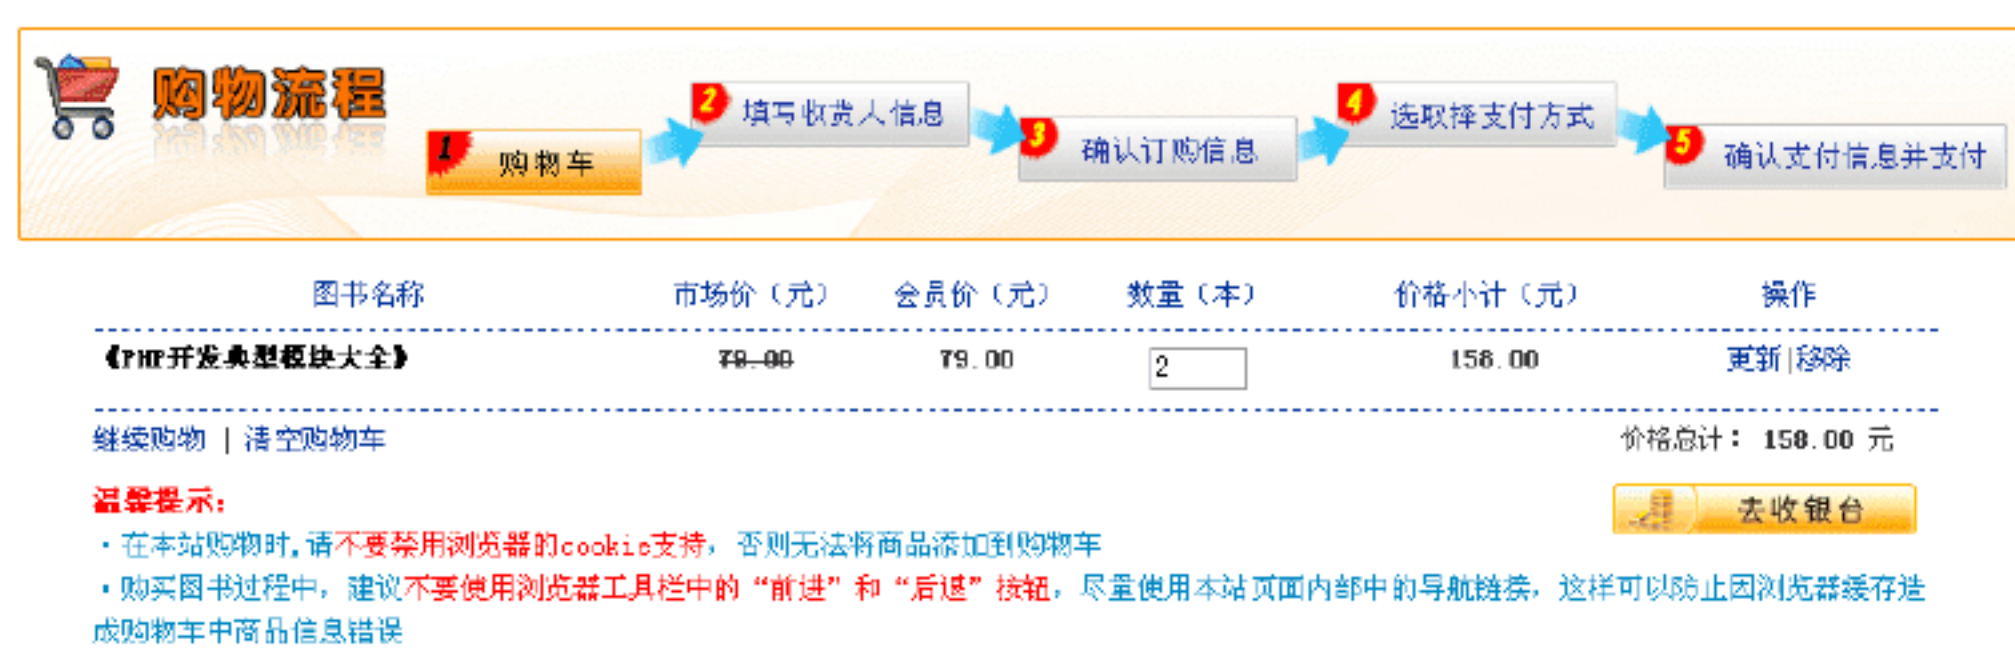 购物流程
1 购物车
2 填写收货人信息
3 确认订购信息
4 选取择支付方式
5 确认支付信息并支付
图书名称 市场价（元） 会员价（元） 数量（本） 价格小计（元） 操作
《PHP开发典型模块大全》 79.00 79.00 2 158.00 更新|移除
继续购物 | 清空购物车 价格总计： 158.00 元
温馨提示：
去收银台
·在本站购物时,请不要禁用浏览器的cookie支持，否则无法将商品添加到购物车
·购买图书过程中，建议不要使用浏览器工具栏中的“前进”和“后退”按钮，尽量使用本站页面内部中的导航链接，这样可以防止因浏览器缓存造
成购物车中商品信息错误